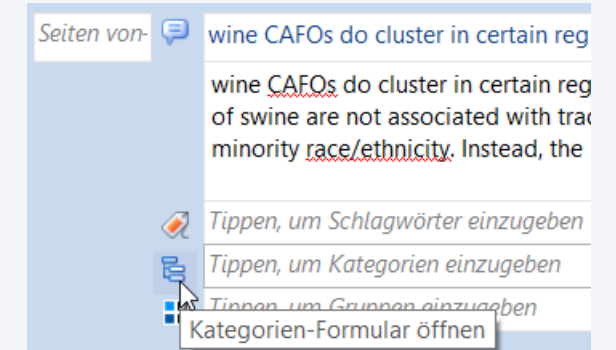 Seiten von-
wine CAFOs do cluster in certain reg
wine CAFOs do cluster in certain reg
of swine are not associated with trad
minority race/ethnicity. Instead, the
Tippen, um Schlagwörter einzugeben
Tippen, um Kategorien einzugeben
Tippen, um Gruppen einzugeben
Kategorien-Formular öffnen